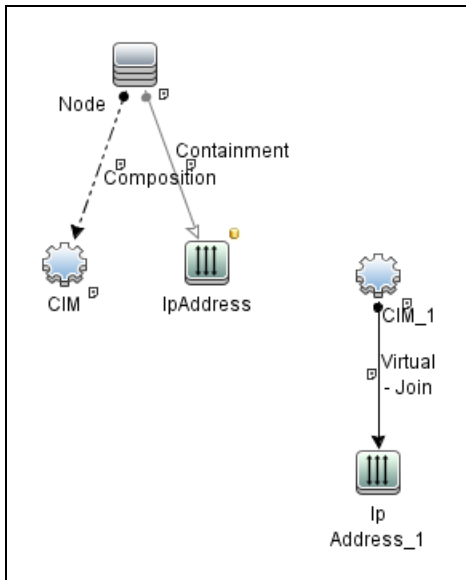 Node
Containment
Composition
CIM
IpAddress
CIM_1
Virtual
- Join
Ip
Address_1